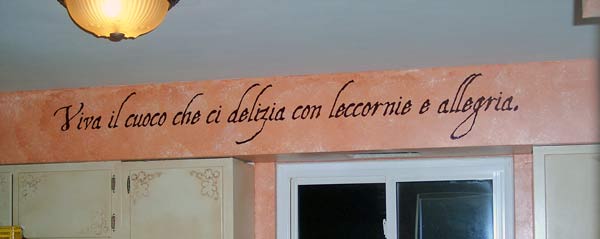 Viva il cuoco che ci delizia con leccornie e allegria.